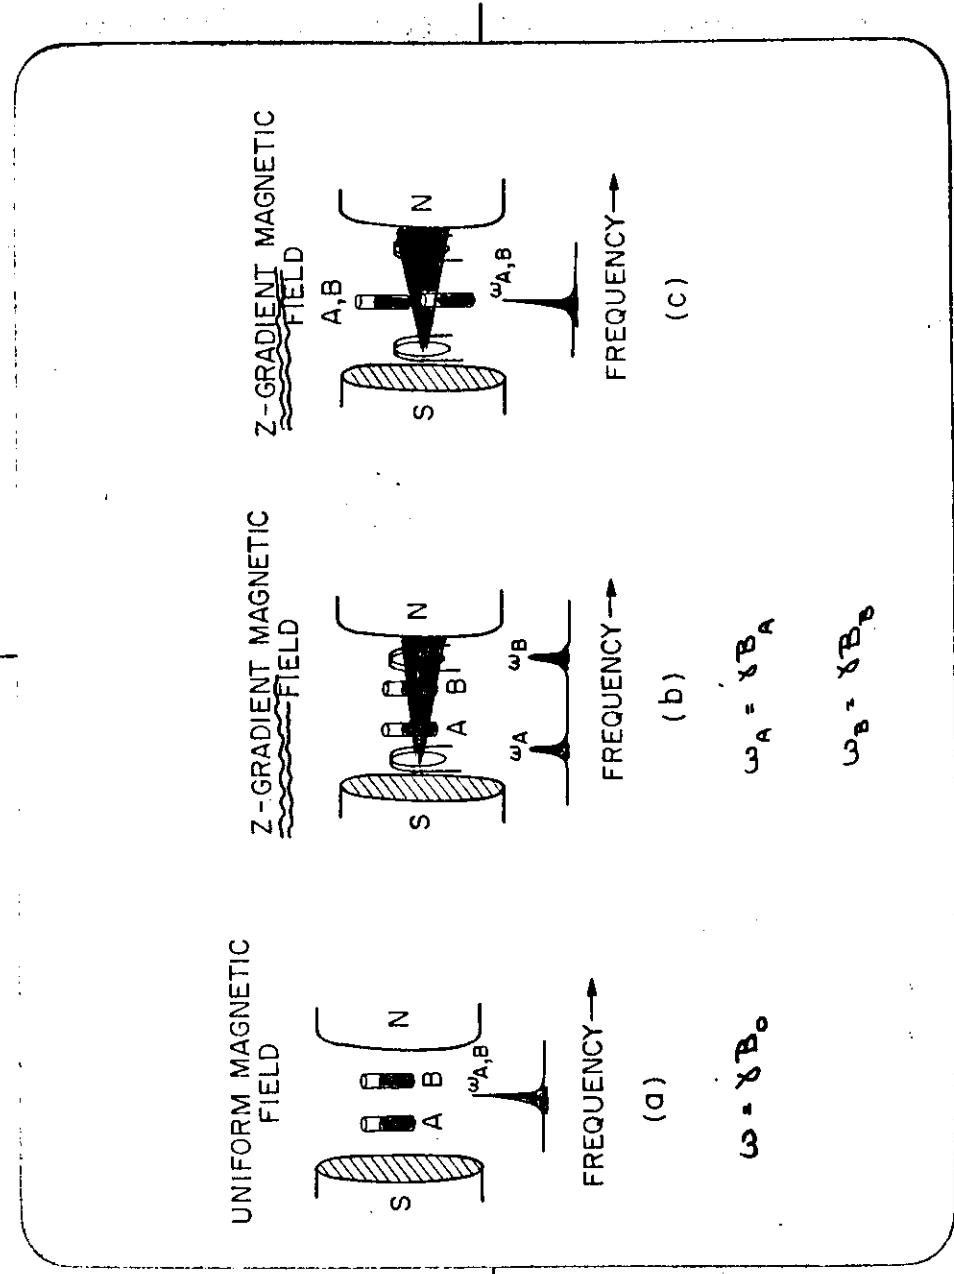 UNIFORM MAGNETIC
FIELD
S
N
A
B
ωA,B
FREQUENCY→
(a)
ω = γB₀
Z-GRADIENT MAGNETIC
FIELD
S
N
A
B
ωA
ωB
FREQUENCY→
(b)
ωA = γBA
ωB = γBB
Z-GRADIENT MAGNETIC
FIELD
A,B
S
N
ωA,B
FREQUENCY→
(c)